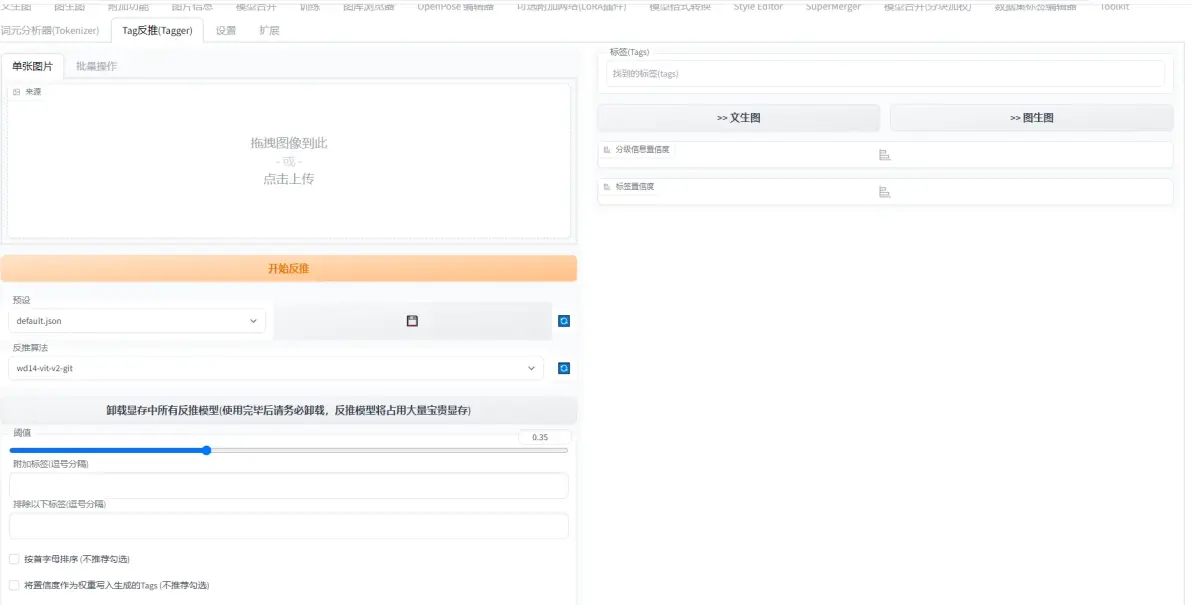 文生图 图生图 附加功能 图片信息 模型合并 训练 图库浏览器 OpenPose 编辑器 可选附加网络(LoRA插件) 模型格式转换 Style Editor SuperMerger 模型合并(分块加权) 数据集标签编辑器 Toolkit
词元分析器(Tokenizer) Tag反推(Tagger) 设置 扩展
单张图片 批量操作
来源
拖拽图像到此
- 或 -
点击上传
开始反推
预设
default.json
反推算法
wd14-vit-v2-git
卸载显存中所有反推模型(使用完毕后请务必卸载，反推模型将占用大量宝贵显存)
阈值
0.35
附加标签(逗号分隔)
排除以下标签(逗号分隔)
按首字母排序 (不推荐勾选)
将置信度作为权重写入生成的Tags (不推荐勾选)
标签(Tags)
找到的标签(tags)
>> 文生图 >> 图生图
分级信息置信度
标签置信度